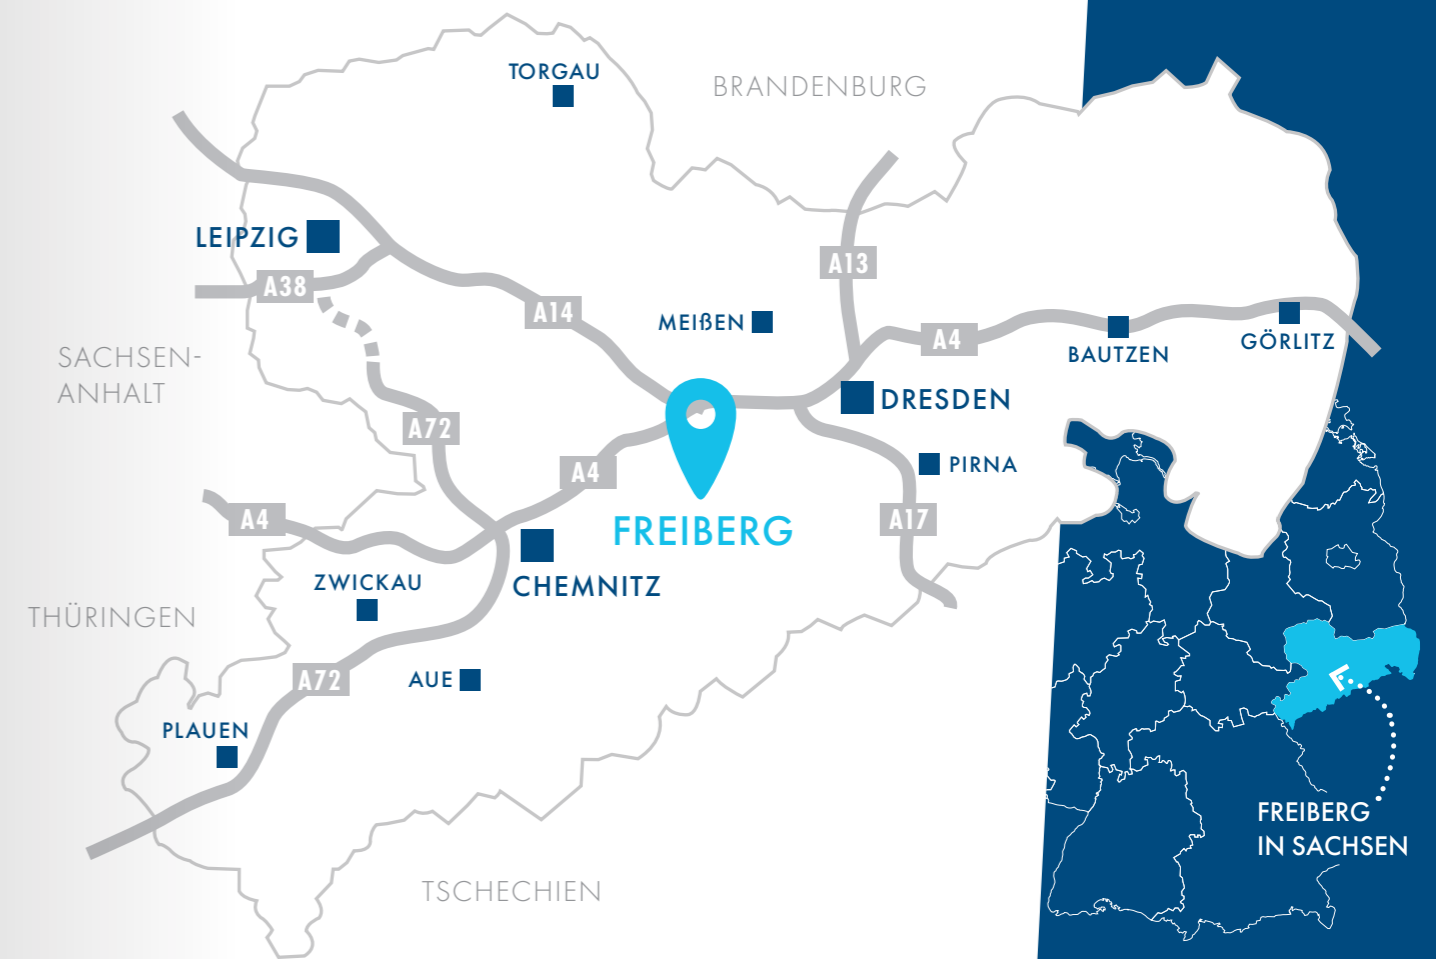 TORGAU
BRANDENBURG
LEIPZIG
A13
A38
A14
MEIßEN
A4
BAUTZEN
GÖRLITZ
SACHSEN-
ANHALT
DRESDEN
A72
A4
PIRNA
A4
A17
FREIBERG
ZWICKAU
CHEMNITZ
THÜRINGEN
A72
AUE
PLAUEN
FREIBERG
IN SACHSEN
TSCHECHIEN